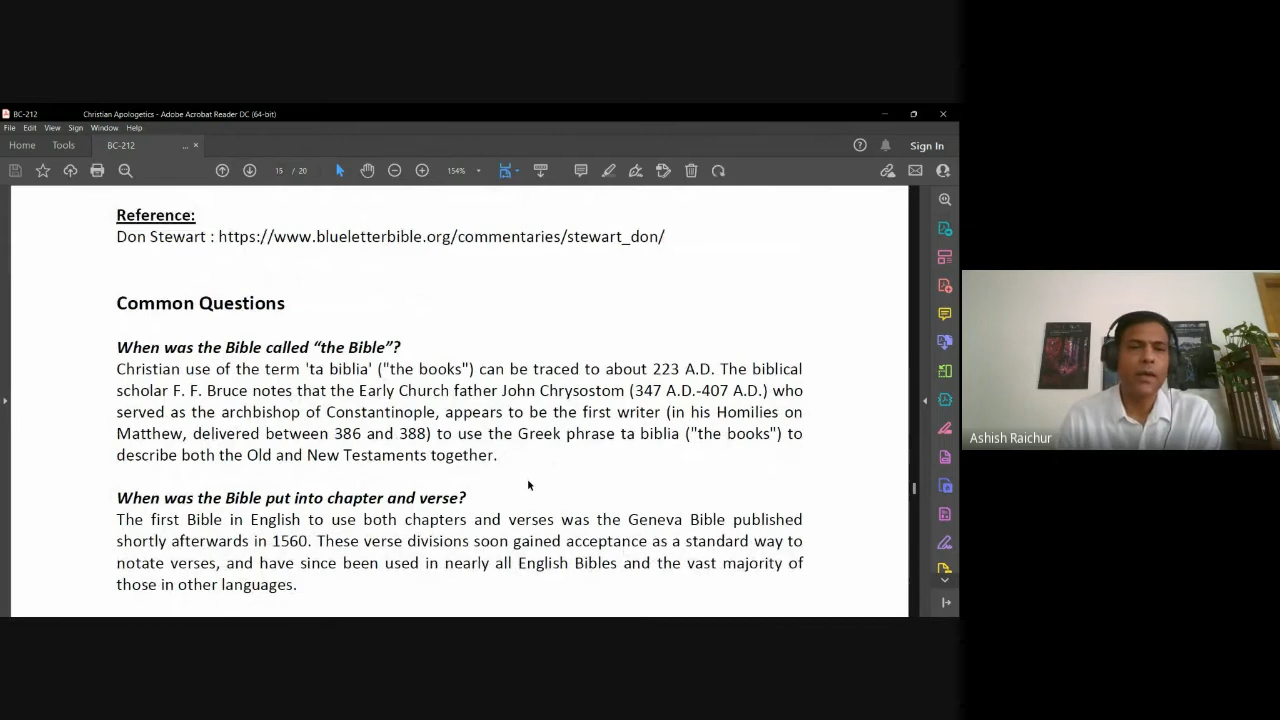 BC-212 Christian Apologetics - Adobe Acrobat Reader DC (64-bit)
File Edit View Sign Window Help
Home Tools BC-212 ... × Sign In
15 / 20 154%
Reference:
Don Stewart : https://www.blueletterbible.org/commentaries/stewart_don/
Common Questions
When was the Bible called “the Bible”?
Christian use of the term 'ta biblia' ("the books") can be traced to about 223 A.D. The biblical
scholar F. F. Bruce notes that the Early Church father John Chrysostom (347 A.D.-407 A.D.) who
served as the archbishop of Constantinople, appears to be the first writer (in his Homilies on
Matthew, delivered between 386 and 388) to use the Greek phrase ta biblia ("the books") to
describe both the Old and New Testaments together.
When was the Bible put into chapter and verse?
The first Bible in English to use both chapters and verses was the Geneva Bible published
shortly afterwards in 1560. These verse divisions soon gained acceptance as a standard way to
notate verses, and have since been used in nearly all English Bibles and the vast majority of
those in other languages.
Ashish Raichur